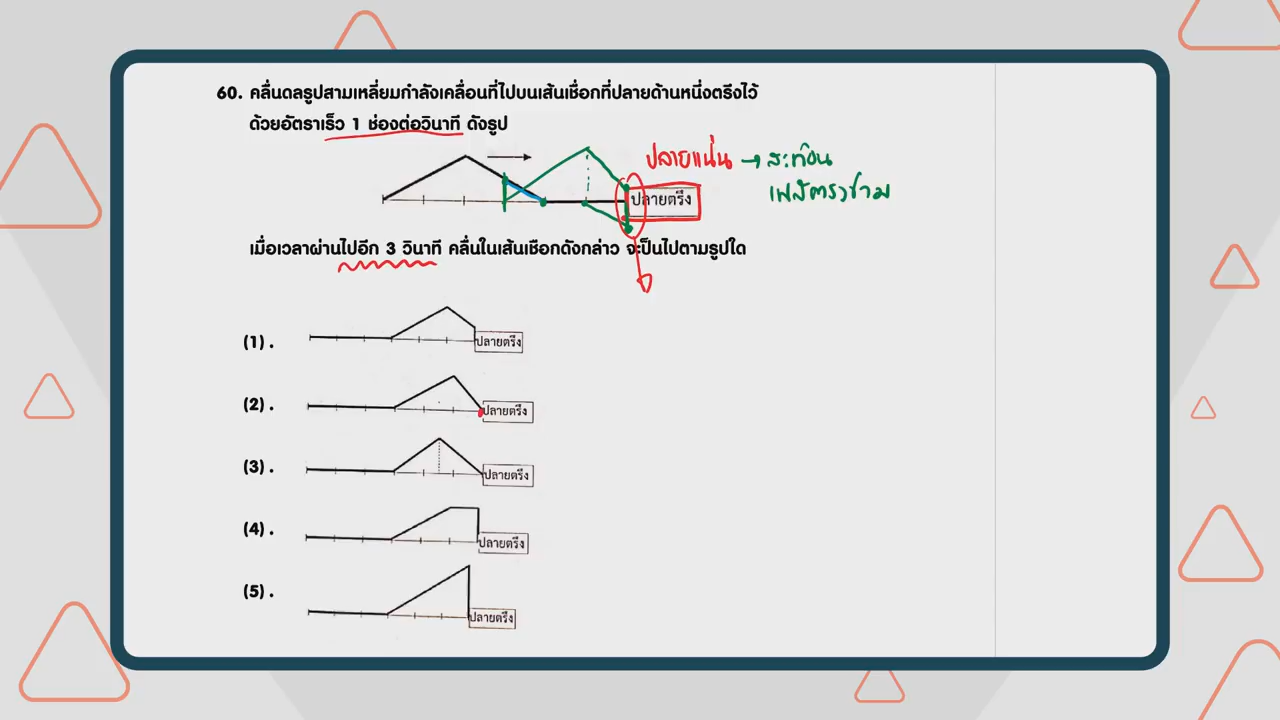 60. คลื่นดลรูปสามเหลี่ยมกำลังเคลื่อนที่ไปบนเส้นเชื่อกที่ปลายด้านหนึ่งตรึงไว้
ด้วยอัตราเร็ว 1 ช่องต่อวินาที ดังรูป
ปลายแน่น → สะท้อน
เฟสตรงข้าม
ปลายตรึง
เมื่อเวลาผ่านไปอีก 3 วินาที คลื่นในเส้นเชือกดังกล่าว จะป็นไปตามรูปใด
(1) . ปลายตรึง
(2) . ปลายตรึง
(3) . ปลายตรึง
(4) . ปลายตรึง
(5) . ปลายตรึง